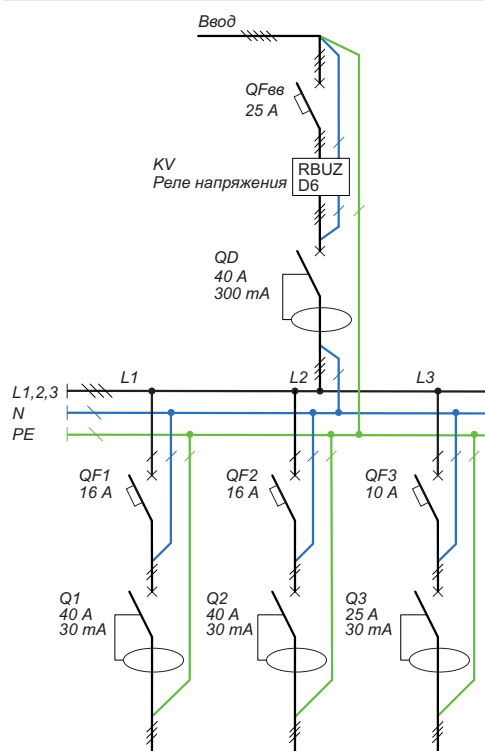 Ввод
QFвв
25 A
KV
Реле напряжения
RBUZ
D6
QD
40 A
300 mA
L1
L2
L3
L1,2,3
N
PE
QF1
16 A
QF2
16 A
QF3
10 A
Q1
40 A
30 mA
Q2
40 A
30 mA
Q3
25 A
30 mA